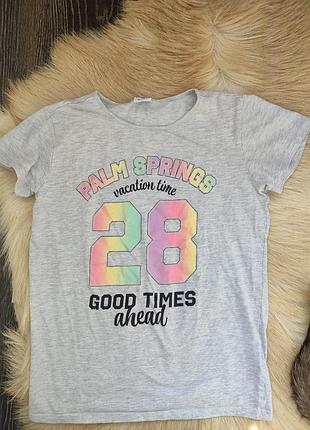 PALM SPRINGS
vacation time
28
GOOD TIMES
ahead